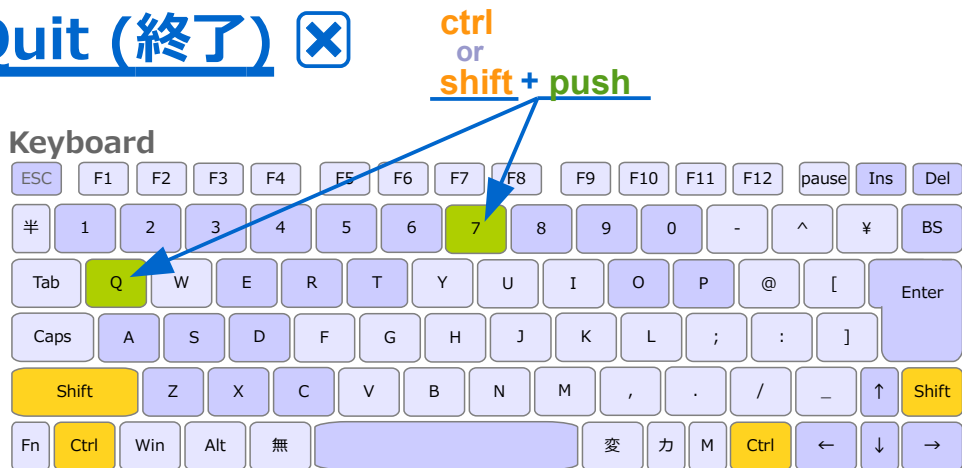 Quit (終了)
ctrl
or
shift + push
Keyboard
ESC F1 F2 F3 F4 F5 F6 F7 F8 F9 F10 F11 F12 pause Ins Del
半 1 2 3 4 5 6 7 8 9 0 - ^ ¥ BS
Tab Q W E R T Y U I O P @ [ Enter
Caps A S D F G H J K L ; : ]
Shift Z X C V B N M , . / _ ↑ Shift
Fn Ctrl Win Alt 無 変 カ M Ctrl ← ↓ →